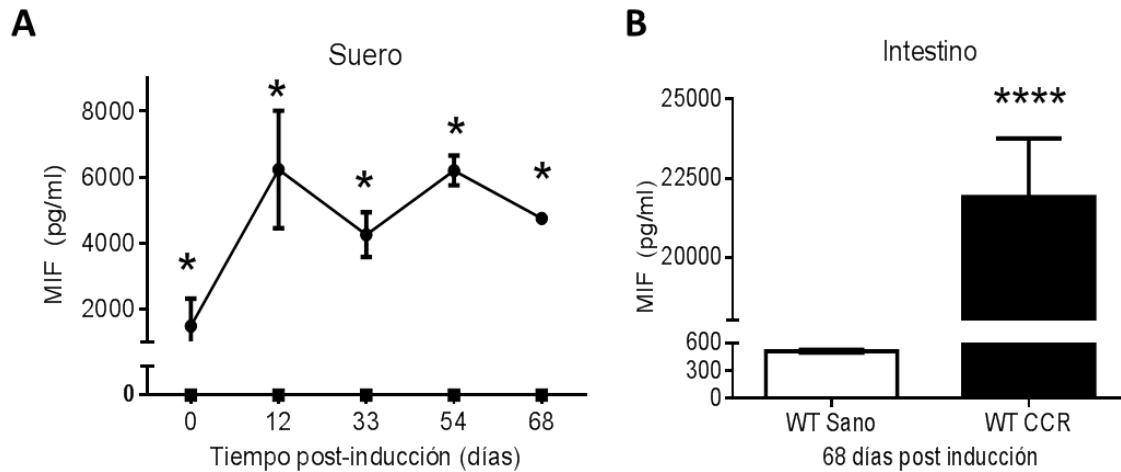 A
Suero
MIF (pg/ml)
8000
6000
4000
2000
0
*
*
*
*
*
0 12 33 54 68
Tiempo post-inducción (días)
B
Intestino
MIF (pg/ml)
25000
22500
20000
600
300
0
****
WT Sano WT CCR
68 días post inducción